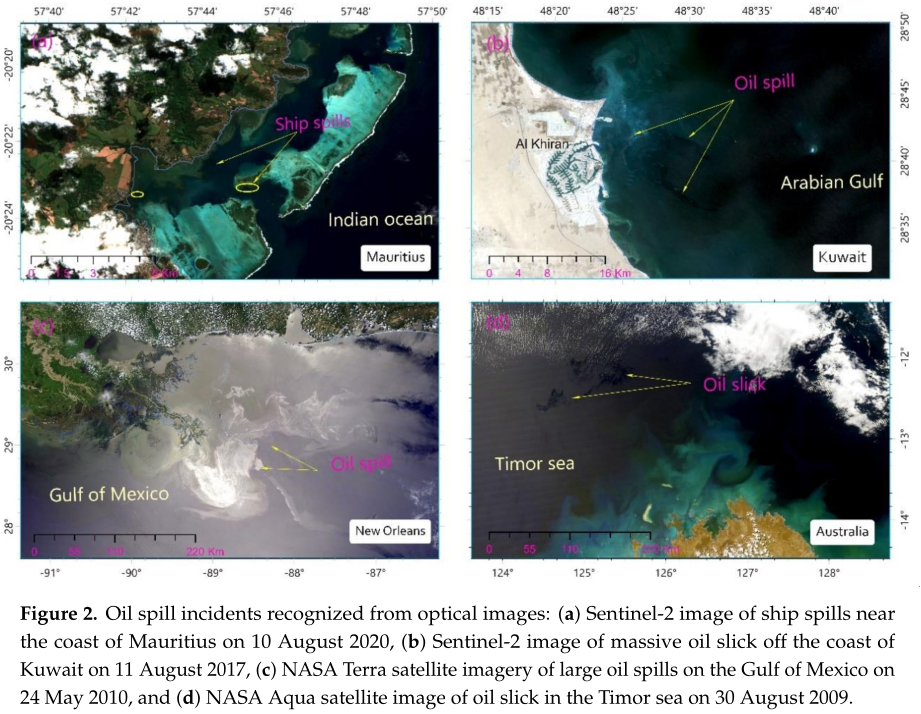 57°40' 57°42' 57°44' 57°46' 57°48' 57°50'
48°15' 48°20' 48°25' 48°30' 48°35' 48°40'
(a)
-20°20'
-20°22'
-20°24'
Ship spills
Indian ocean
Mauritius
0 1.5 3
(b)
28°50'
28°45'
28°40'
28°35'
Oil spill
Al Khiran
Arabian Gulf
Kuwait
0 4 8 16 Km
(c)
30°
29°
28°
Oil spill
Gulf of Mexico
New Orleans
0 55 110 220 Km
-91° -90° -89° -88° -87°
(d)
-12°
-13°
-14°
Oil slick
Timor sea
Australia
0 55 110
124° 125° 126° 127° 128°
Figure 2. Oil spill incidents recognized from optical images: (a) Sentinel-2 image of ship spills near
the coast of Mauritius on 10 August 2020, (b) Sentinel-2 image of massive oil slick off the coast of
Kuwait on 11 August 2017, (c) NASA Terra satellite imagery of large oil spills on the Gulf of Mexico on
24 May 2010, and (d) NASA Aqua satellite image of oil slick in the Timor sea on 30 August 2009.